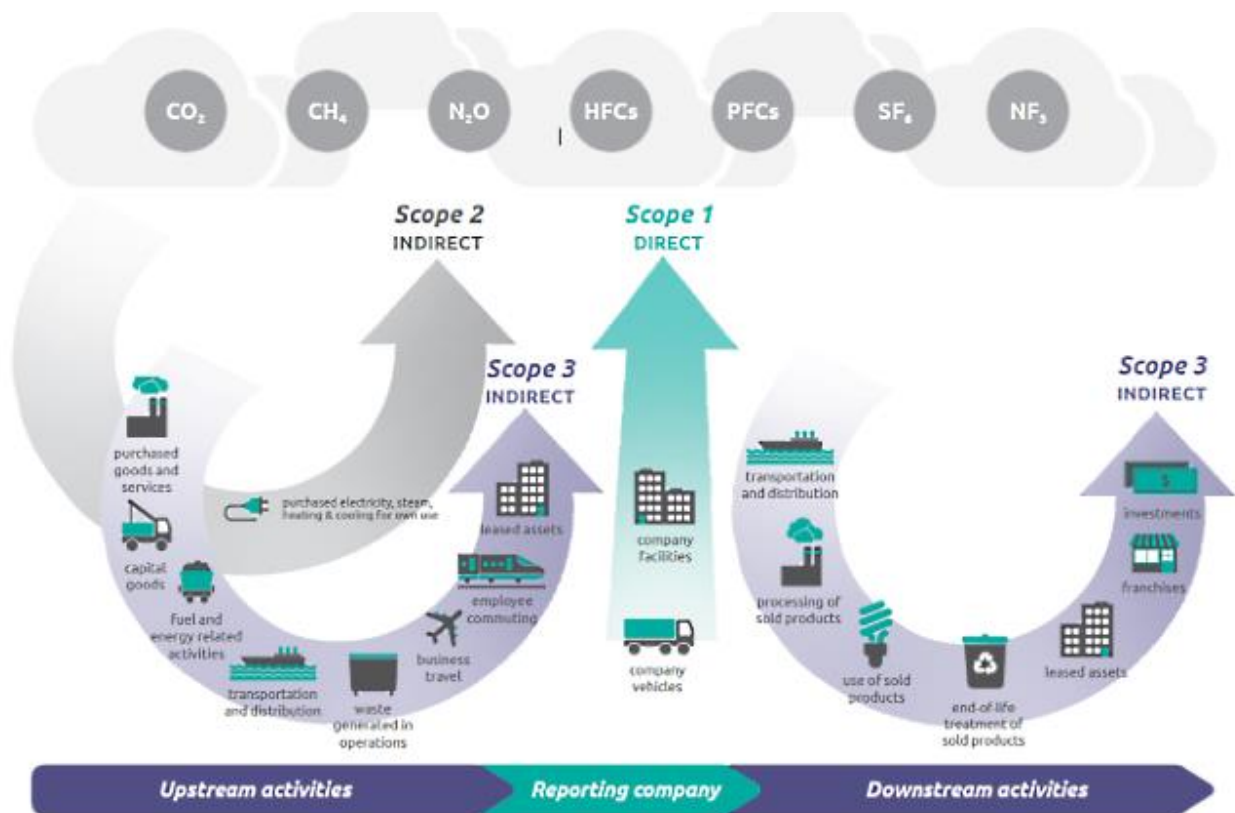 CO₂
CH₄
N₂O
HFCs
PFCs
SF₆
NF₃
Scope 2
INDIRECT
Scope 1
DIRECT
Scope 3
INDIRECT
Scope 3
INDIRECT
purchased
goods and
services
capital
goods
fuel and
energy related
activities
transportation
and distribution
waste
generated in
operations
business
travel
employee
commuting
leased assets
purchased electricity, steam,
heating & cooling for own use
company
facilities
company
vehicles
transportation
and distribution
processing of
sold products
use of sold
products
end-of-life
treatment of
sold products
leased assets
franchises
investments
$
Upstream activities
Reporting company
Downstream activities